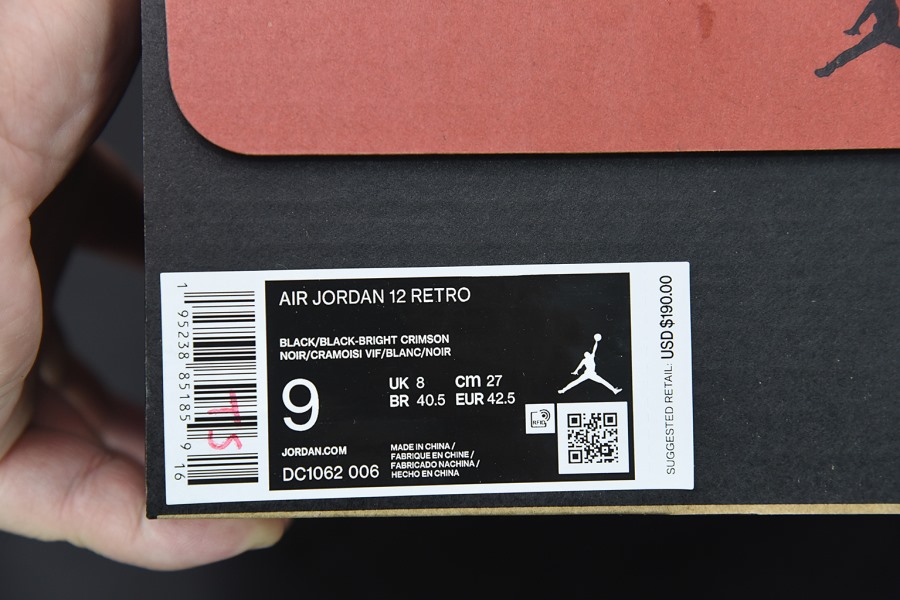 AIR JORDAN 12 RETRO
BLACK/BLACK-BRIGHT CRIMSON
NOIR/CRAMOISI VIF/BLANC/NOIR
9
UK 8 cm 27
BR 40.5 EUR 42.5
JORDAN.COM
DC1062 006
MADE IN CHINA /
FABRIQUE EN CHINE /
FABRICADO NACHINA /
HECHO EN CHINA
RFID
1 95238 85185 9 16
TS
SUGGESTED RETAIL: USD $190.00